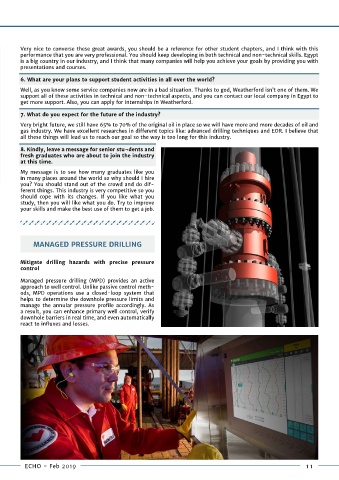 Very nice to converse these great awards, you should be a reference for other student chapters, and I think with this
performance that you are very professional. You should keep developing in both technical and non-technical skills. Egypt
is a big country in our industry, and I think that many companies will help you achieve your goals by providing you with
presentations and courses.
6. What are your plans to support student activities in all over the world?
Well, as you know some service companies now are in a bad situation. Thanks to god, Weatherford isn't one of them. We
support all of these activities in technical and non-technical aspects, and you can contact our local company in Egypt to
get more support. Also, you can apply for internships in Weatherford.
7. What do you expect for the future of the industry?
Very bright future, we still have 65% to 70% of the original oil in place so we will have more and more decades of oil and
gas industry. We have excellent researches in different topics like: advanced drilling techniques and EOR. I believe that
all these things will lead us to reach our goal so the way is too long for this industry.
8. Kindly, leave a message for senior stu-dents and
fresh graduates who are about to join the industry
at this time.
My message is to see how many graduates like you
in many places around the world so why should I hire
you? You should stand out of the crowd and do dif-
ferent things. This industry is very competitive so you
should cope with its changes. If you like what you
study, then you will like what you do. Try to improve
your skills and make the best use of them to get a job.
MANAGED PRESSURE DRILLING
Mitigate drilling hazards with precise pressure
control
Managed pressure drilling (MPD) provides an active
approach to well control. Unlike passive control meth-
ods, MPD operations use a closed-loop system that
helps to determine the downhole pressure limits and
manage the annular pressure profile accordingly. As
a result, you can enhance primary well control, verify
downhole barriers in real time, and even automatically
react to influxes and losses.
ECHO - Feb 2019
11